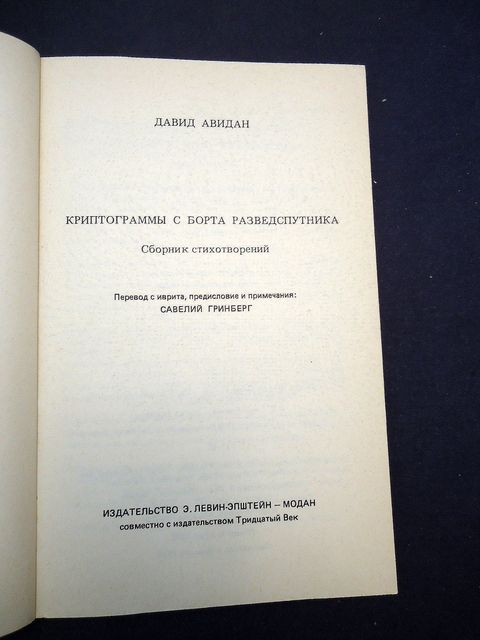 ДАВИД АВИДАН
КРИПТОГРАММЫ С БОРТА РАЗВЕДСПУТНИКА
Сборник стихотворений
Перевод с иврита, предисловие и примечания:
САВЕЛИЙ ГРИНБЕРГ
ИЗДАТЕЛЬСТВО Э. ЛЕВИН-ЭПШТЕЙН – МОДАН
совместно с издательством Тридцатый Век